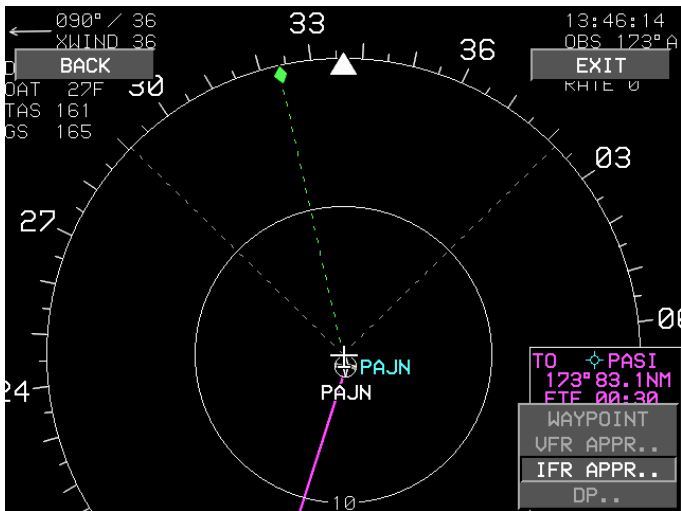 090°/ 36
XWIND 36
BACK
OAT 27F
TAS 161
GS 165
33
36
30
03
27
24
10
13:46:14
OBS 173°A
EXIT
RATE 0
PAJN
PAJN
TO PASI
173°83.1NM
ETE 00:30
WAYPOINT
VFR APPR..
IFR APPR..
DP..